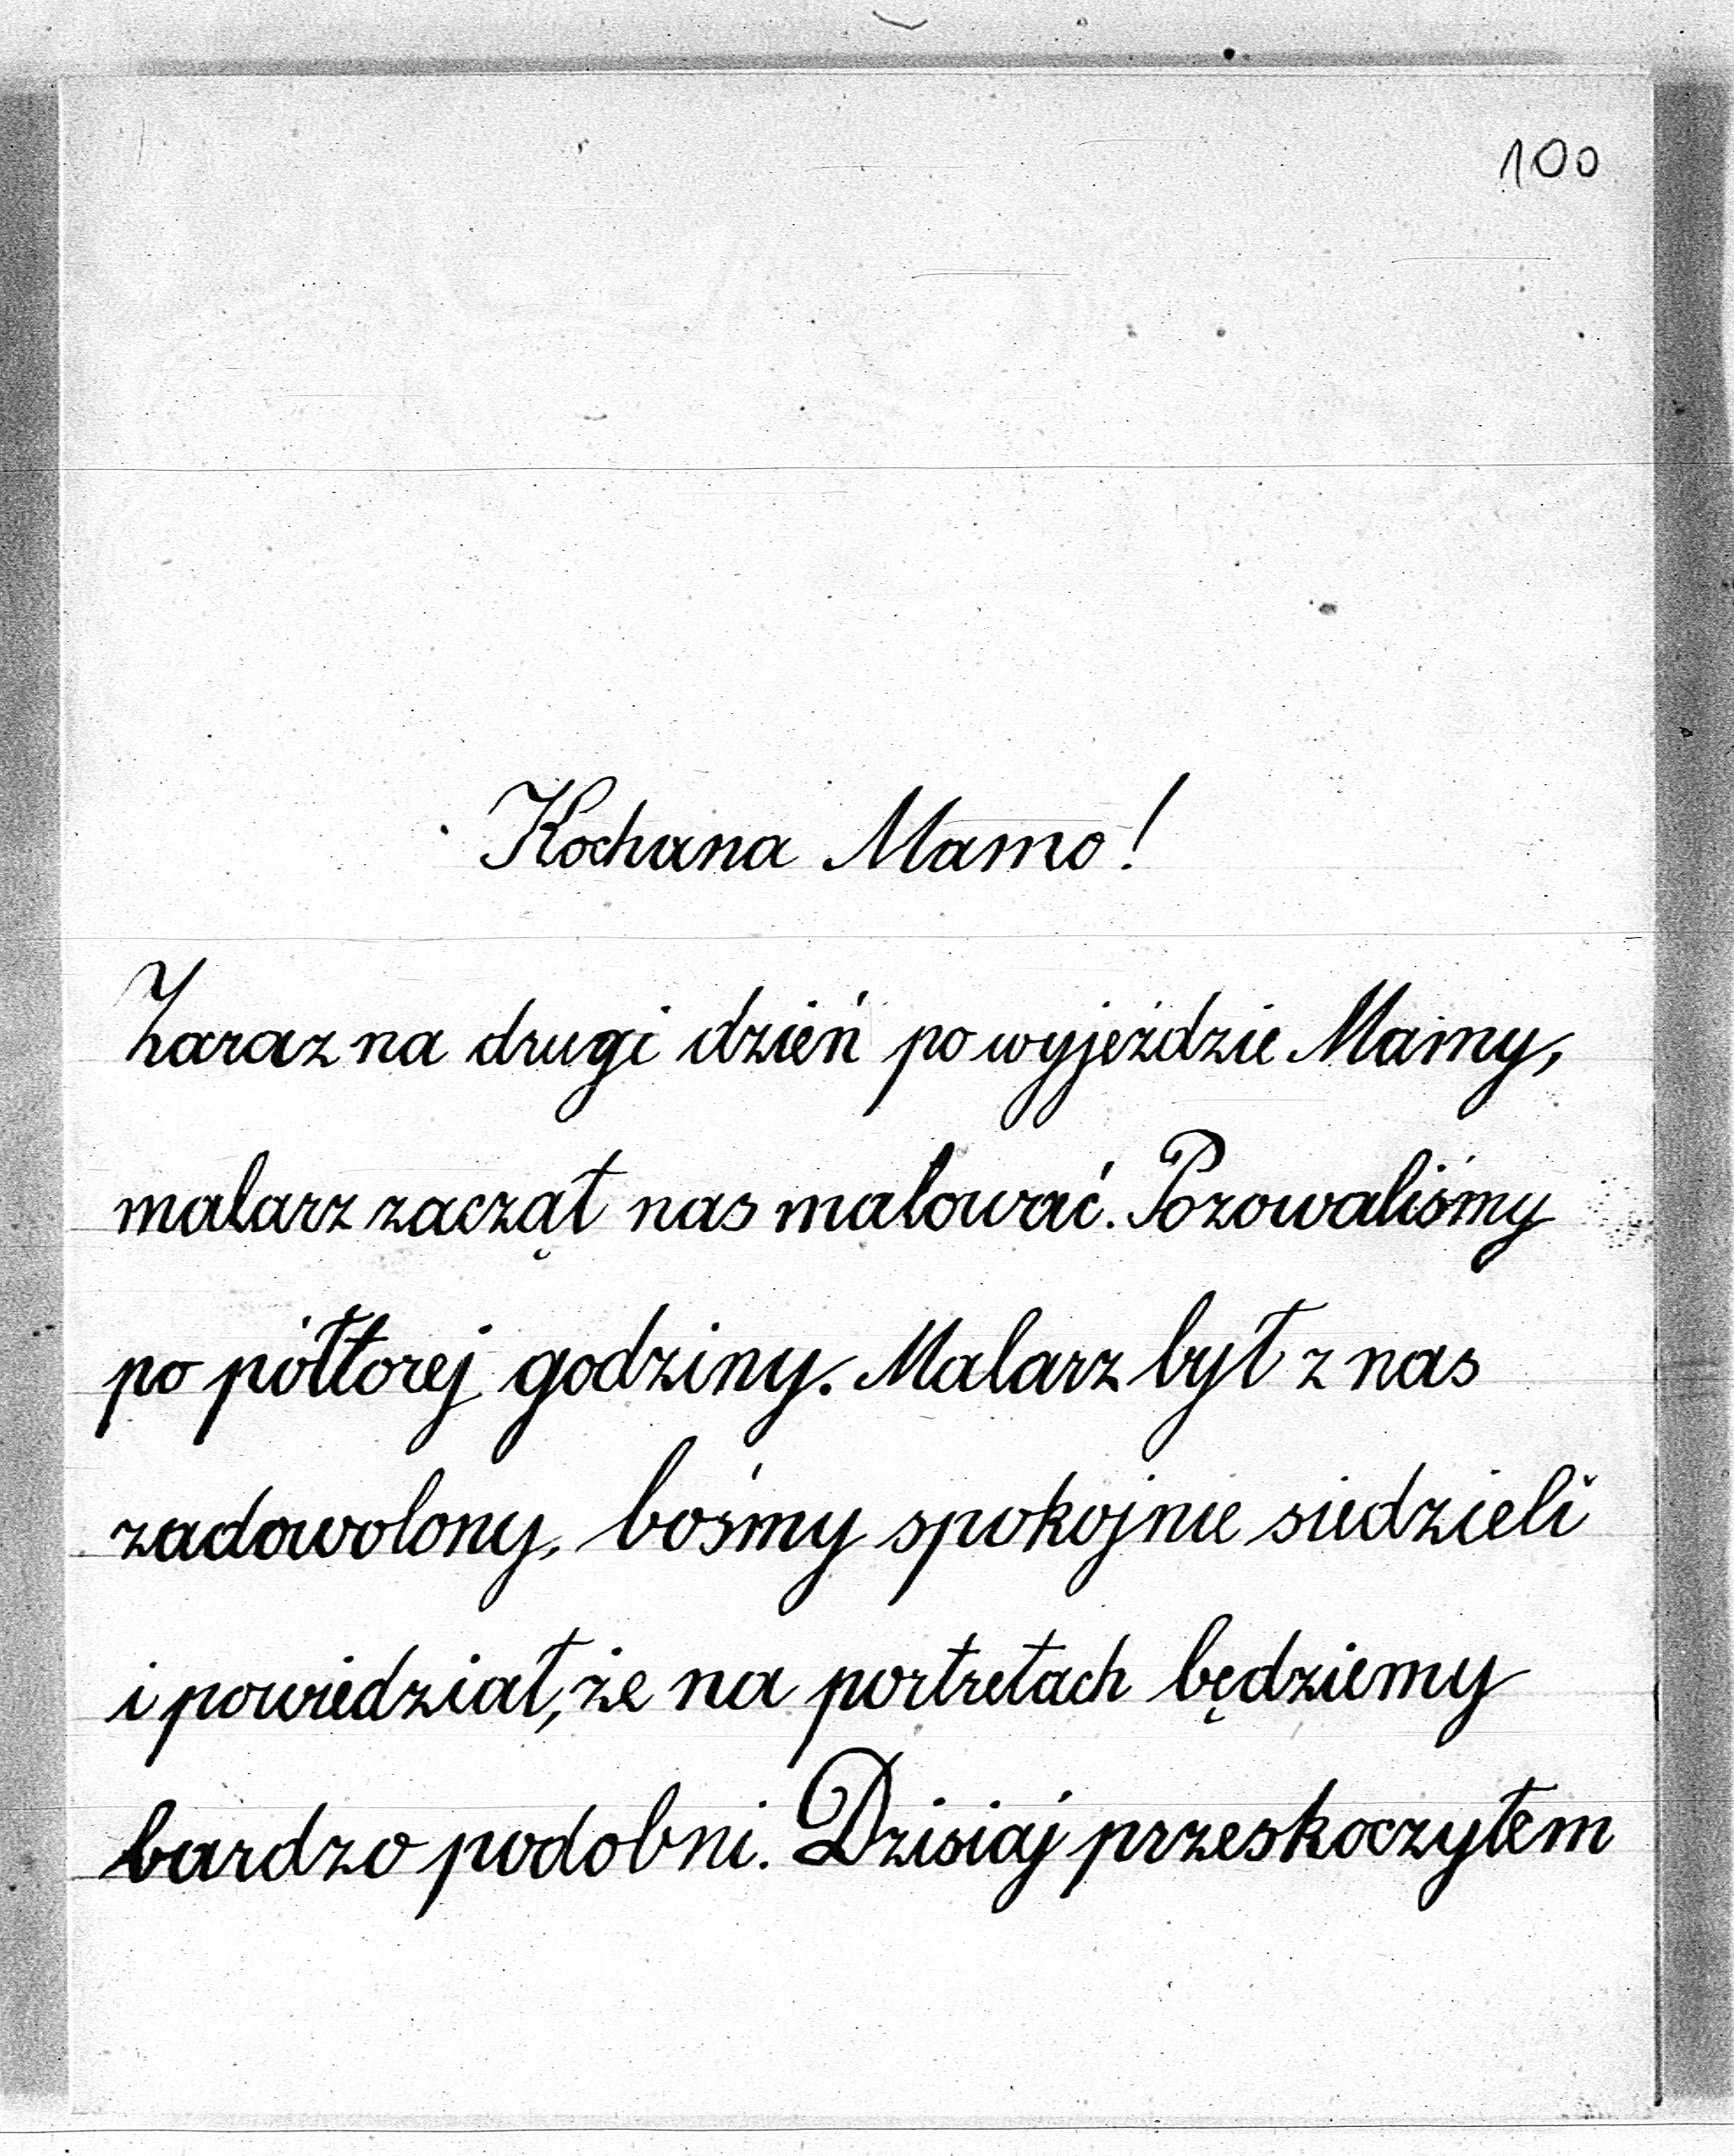 100
Kochana Mamo!
Zaraz na drugi dzień po wyjeździe Mamy,
malarz zaczął nas malować. Pozowaliśmy
po półtorej godziny. Malarz był z nas
zadowolony, bośmy spokojnie siedzieli
i powiedział, że na portretach będziemy
bardzo podobni. Dzisiaj przeskoczyłem